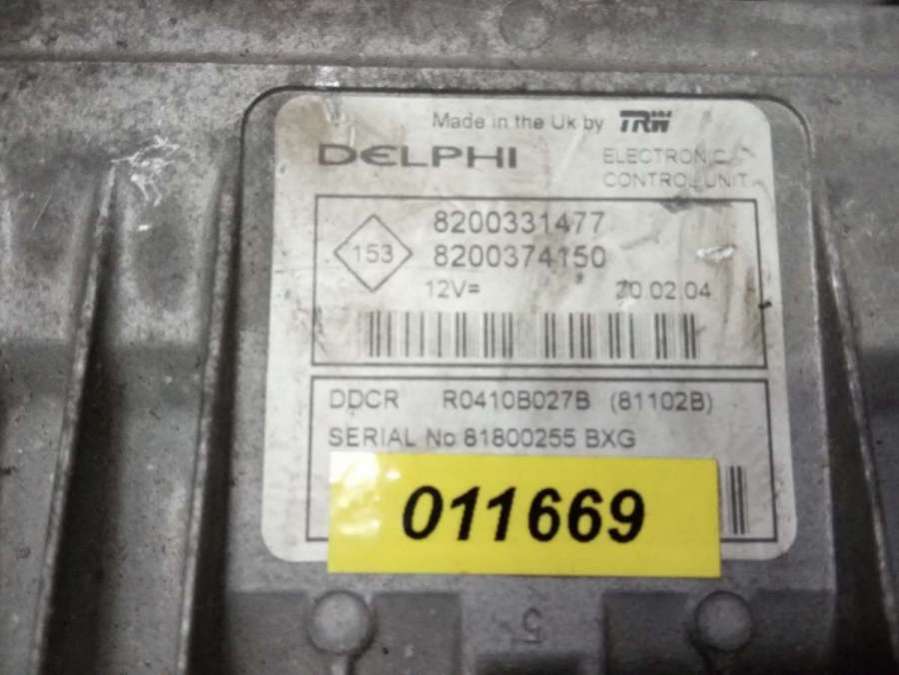 Made in the Uk by TRW
DELPHI
ELECTRONIC
CONTROL UNIT
8200331477
153
8200374150
12V=
20.02.04
DDCR R0410B027B (81102B)
SERIAL No 81800255 BXG
011669
5